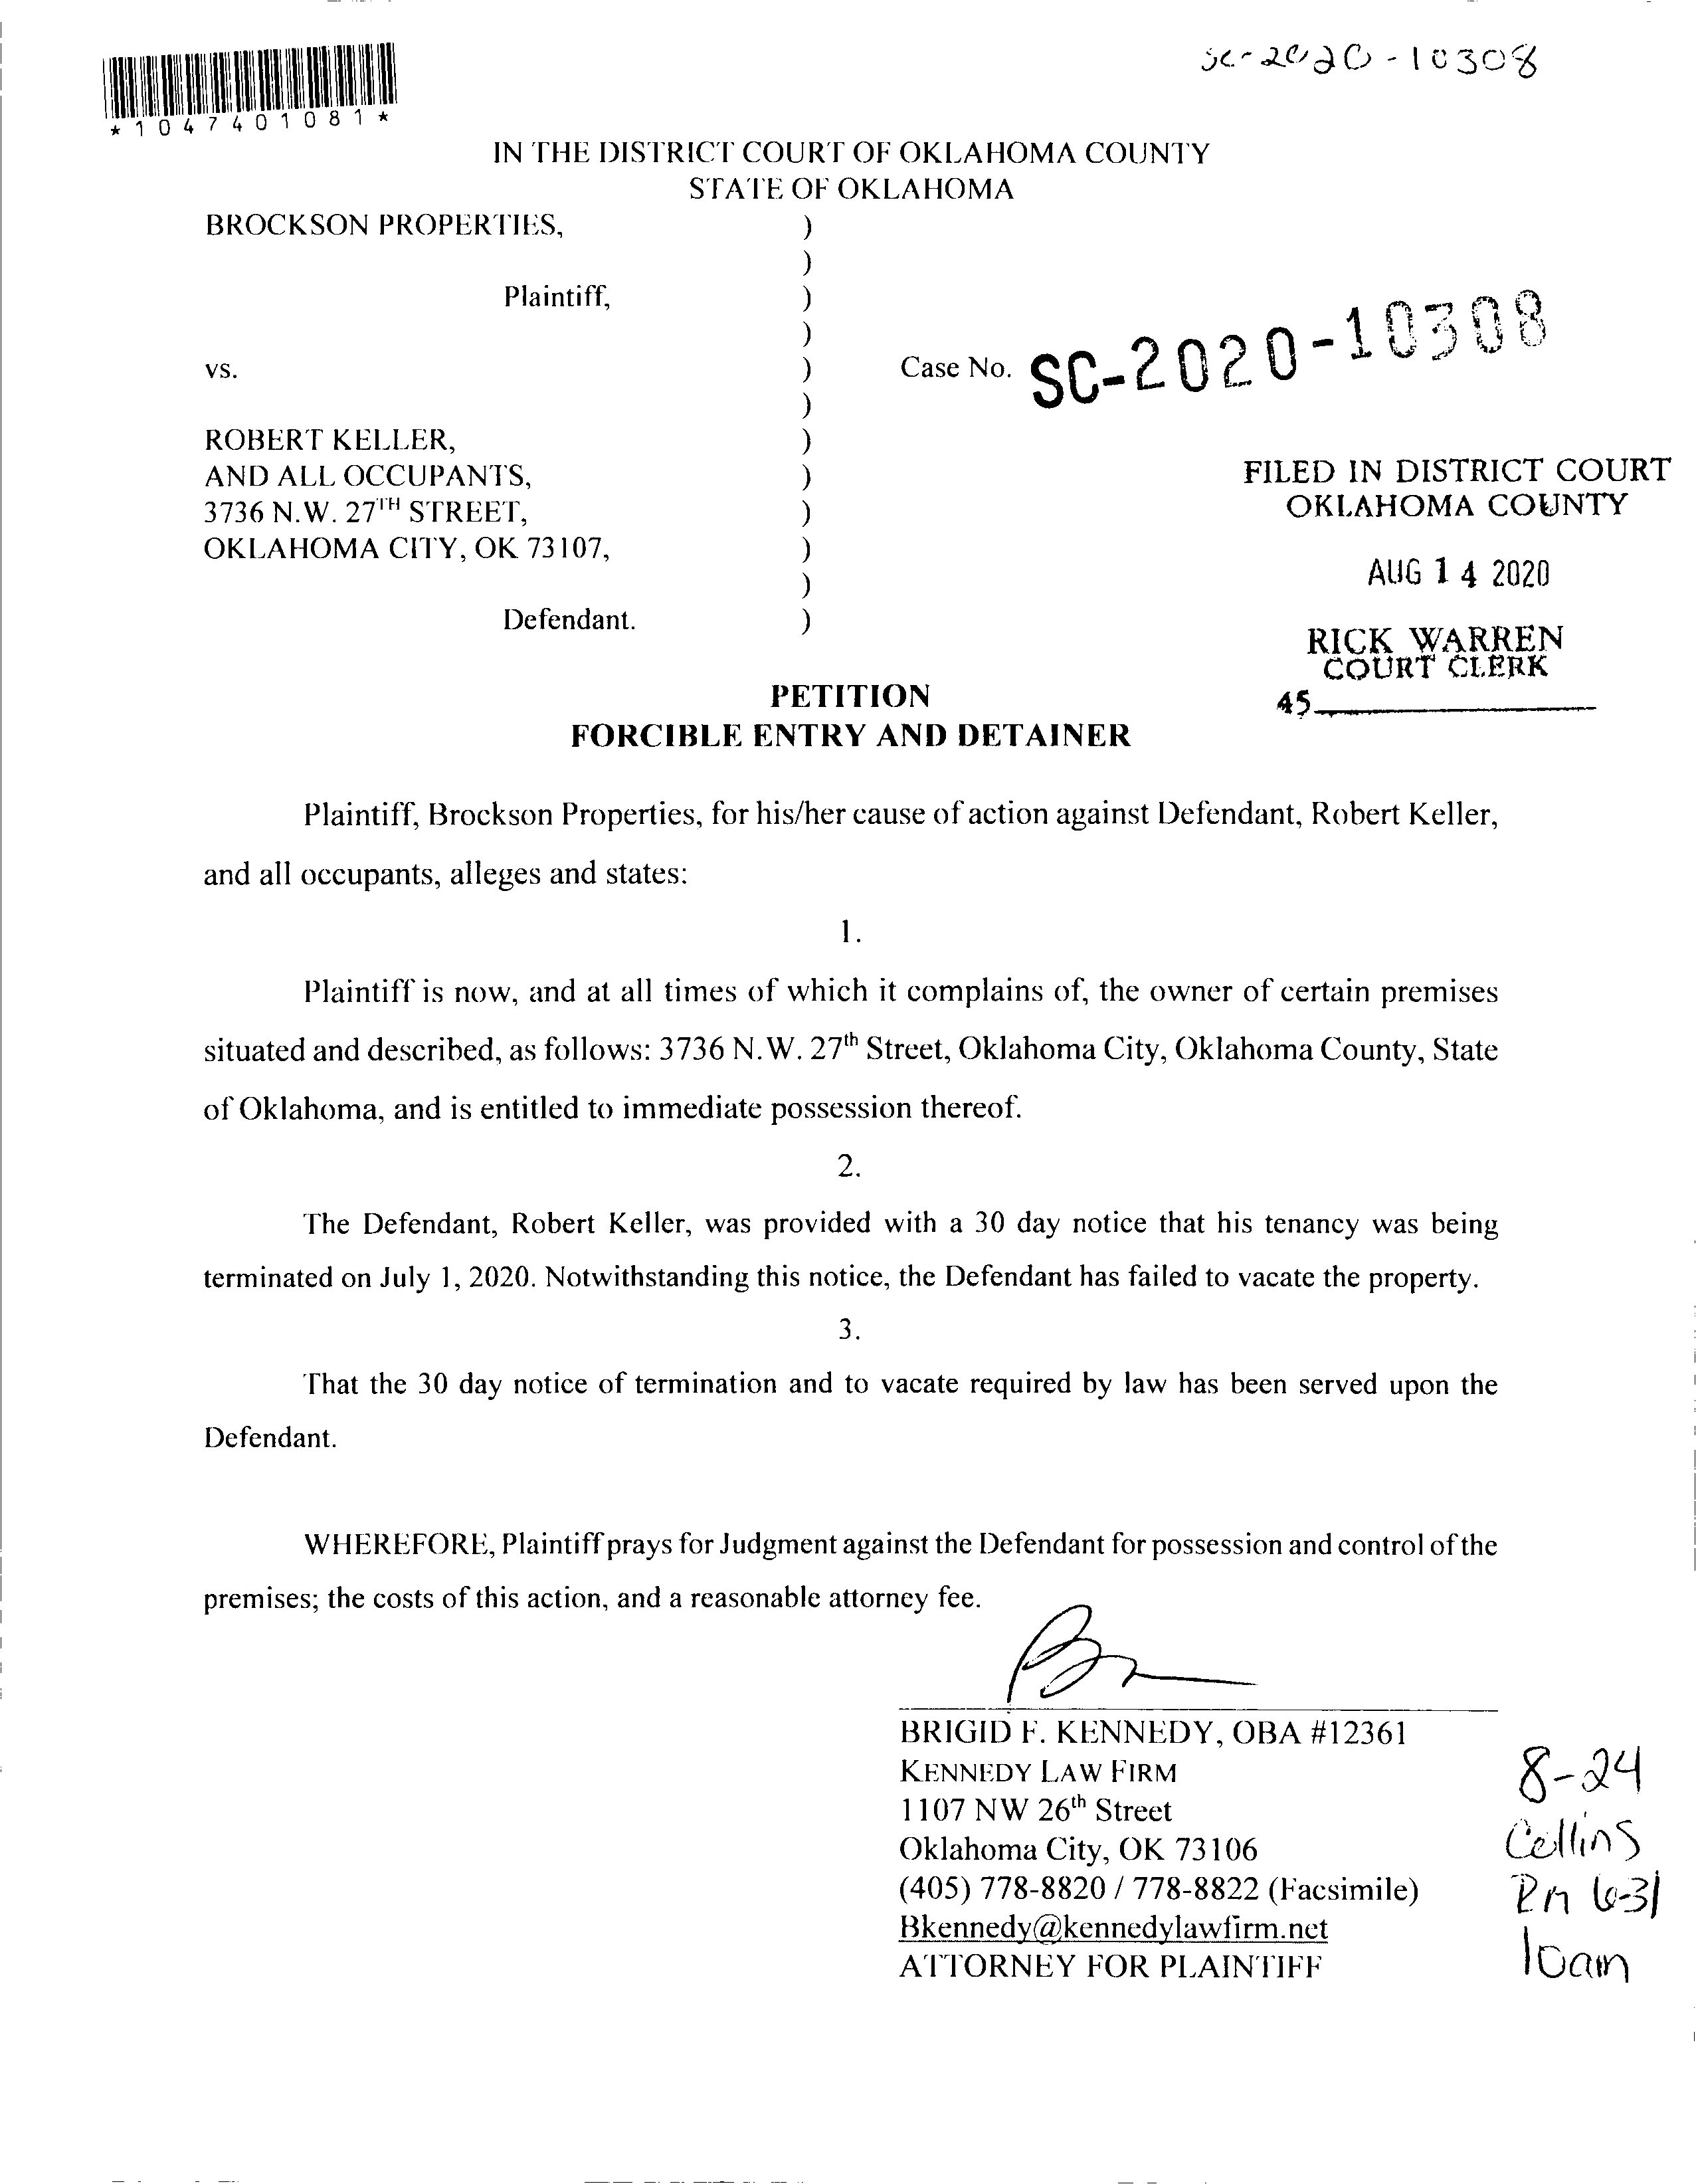 SC-2020-10308
*1047401081*
IN THE DISTRICT COURT OF OKLAHOMA COUNTY
STATE OF OKLAHOMA
BROCKSON PROPERTIES, )
)
Plaintiff, )
)
vs. ) Case No. SC-2020-10308
)
ROBERT KELLER, )
AND ALL OCCUPANTS, )
3736 N.W. 27TH STREET, )
OKLAHOMA CITY, OK 73107, )
)
Defendant. )
FILED IN DISTRICT COURT
OKLAHOMA COUNTY
AUG 14 2020
RICK WARREN
COURT CLERK
45
PETITION
FORCIBLE ENTRY AND DETAINER
Plaintiff, Brockson Properties, for his/her cause of action against Defendant, Robert Keller,
and all occupants, alleges and states:
1.
Plaintiff is now, and at all times of which it complains of, the owner of certain premises
situated and described, as follows: 3736 N.W. 27th Street, Oklahoma City, Oklahoma County, State
of Oklahoma, and is entitled to immediate possession thereof.
2.
The Defendant, Robert Keller, was provided with a 30 day notice that his tenancy was being
terminated on July 1, 2020. Notwithstanding this notice, the Defendant has failed to vacate the property.
3.
That the 30 day notice of termination and to vacate required by law has been served upon the
Defendant.
WHEREFORE, Plaintiff prays for Judgment against the Defendant for possession and control of the
premises; the costs of this action, and a reasonable attorney fee.
BRIGID F. KENNEDY, OBA #12361
KENNEDY LAW FIRM
1107 NW 26th Street
Oklahoma City, OK 73106
(405) 778-8820 / 778-8822 (Facsimile)
Bkennedy@kennedylawfirm.net
ATTORNEY FOR PLAINTIFF
8-24
Collins
Rm 631
10am